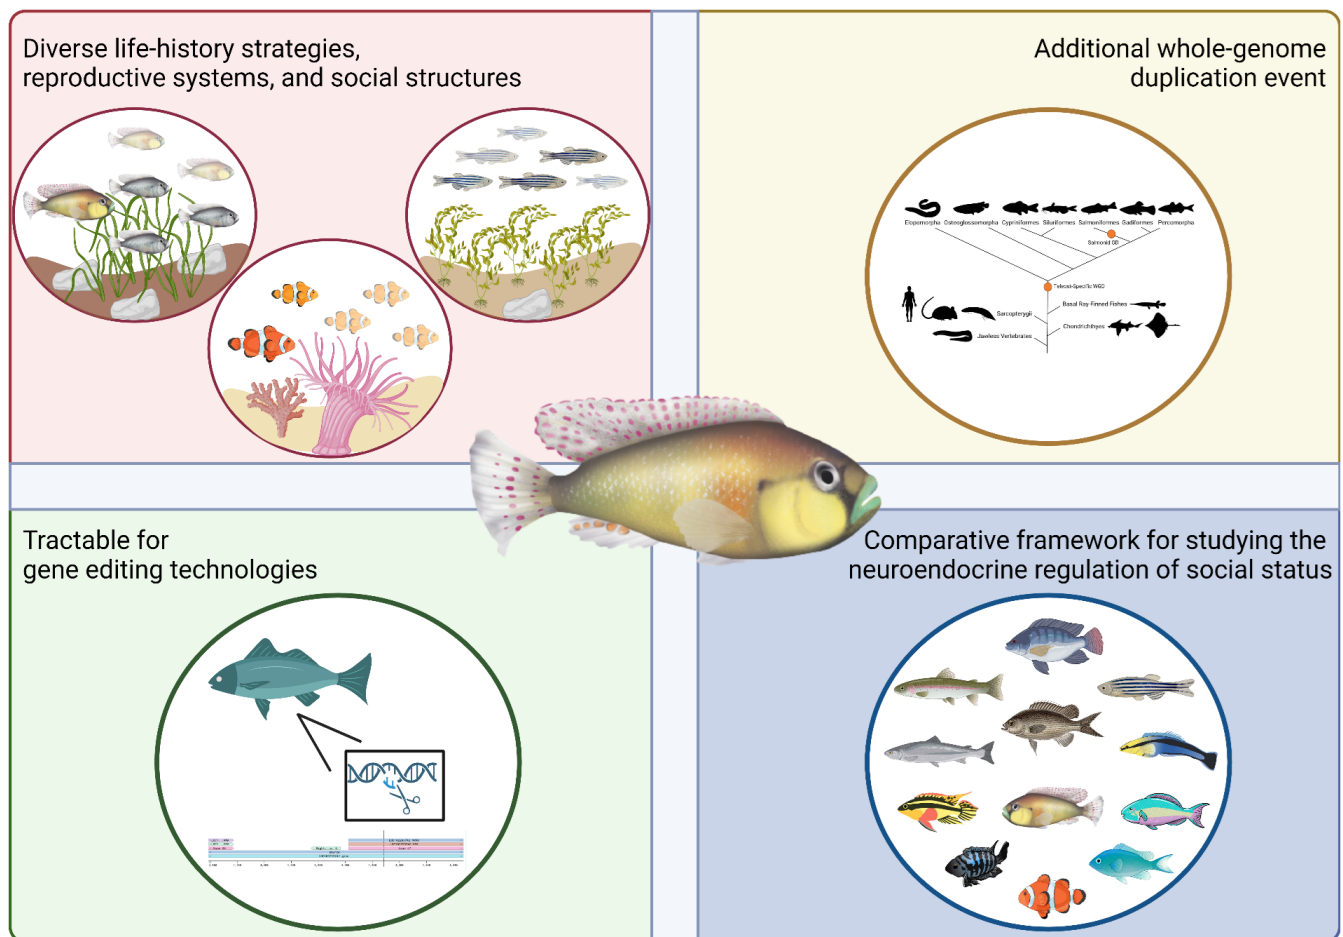 Diverse life-history strategies,
reproductive systems, and social structures
Additional whole-genome
duplication event
Elopomorpha Osteoglossomorpha Cypriniformes Siluriformes Salmoniformes Gadiformes Percomorpha
Salmonid GD
Teleost-Specific WGD
Basal Ray-Finned Fishes
Sarcopterygii
Chondrichthyes
Jawless Vertebrates
Tractable for
gene editing technologies
Comparative framework for studying the
neuroendocrine regulation of social status